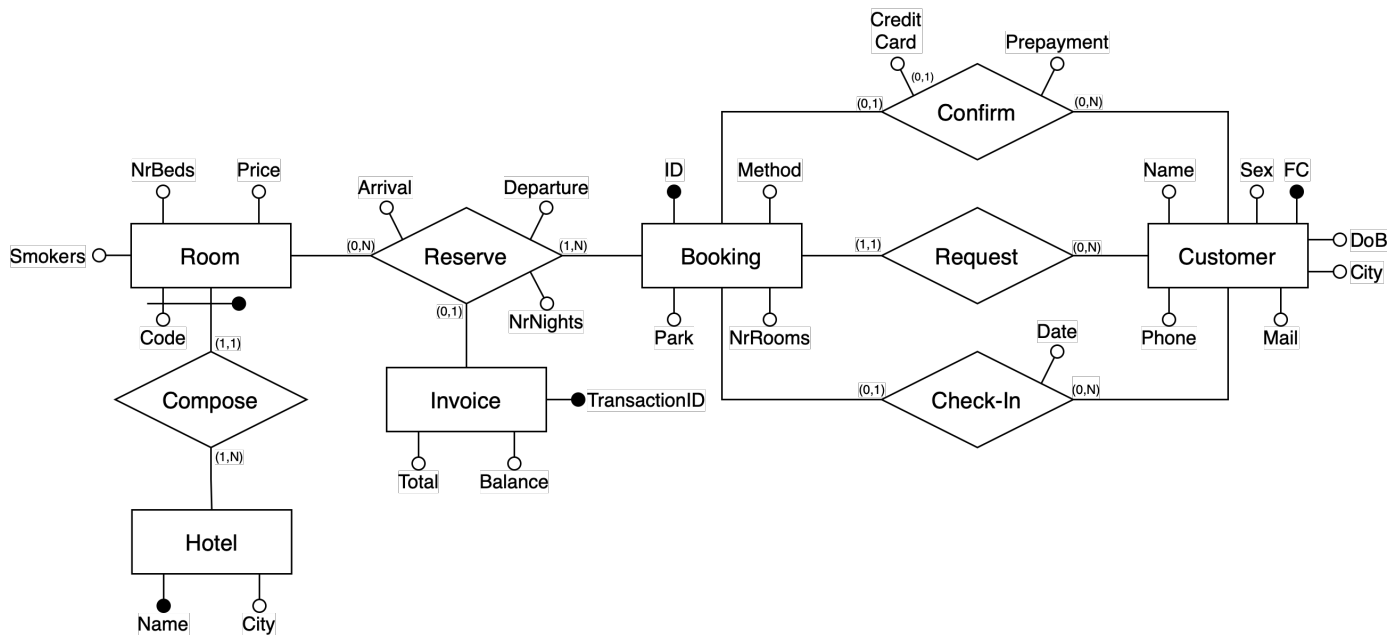 Credit
Card
Prepayment
(0,1)
(0,1)
Confirm
(0,N)
NrBeds
Price
Arrival
Departure
ID
Method
Name
Sex
FC
Smokers
Room
(0,N)
Reserve
(1,N)
Booking
(1,1)
Request
(0,N)
Customer
DoB
City
Code
(0,1)
NrNights
Park
NrRooms
Phone
Mail
(1,1)
Date
Compose
Invoice
TransactionID
(0,1)
Check-In
(0,N)
(1,N)
Total
Balance
Hotel
Name
City